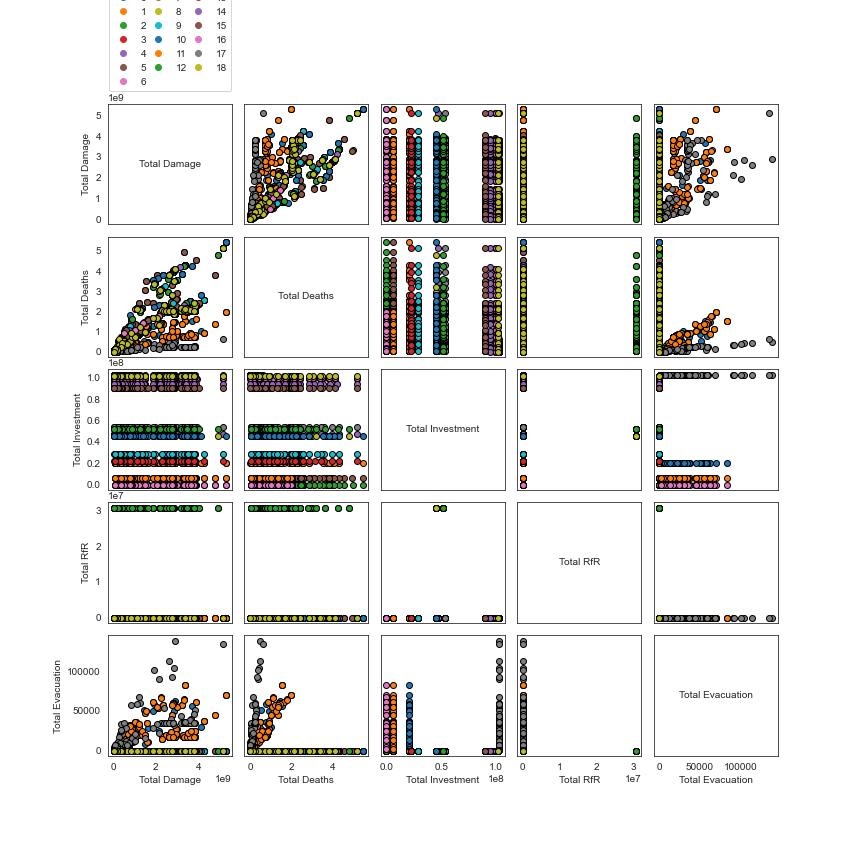 1 8 14
2 9 15
3 10 16
4 11 17
5 12 18
6
1e9
5
4
3
2
1
0
Total Damage
Total Damage
5
4
3
2
1
0
Total Deaths
Total Deaths
1e8
1.0
0.8
0.6
0.4
0.2
0.0
Total Investment
Total Investment
1e7
3
2
1
0
Total RfR
Total RfR
100000
50000
0
Total Evacuation
Total Evacuation
0 2 4 0 2 4 0.0 0.5 1.0 0 1 2 3 0 50000 100000
Total Damage 1e9 Total Deaths Total Investment 1e8 Total RfR 1e7 Total Evacuation